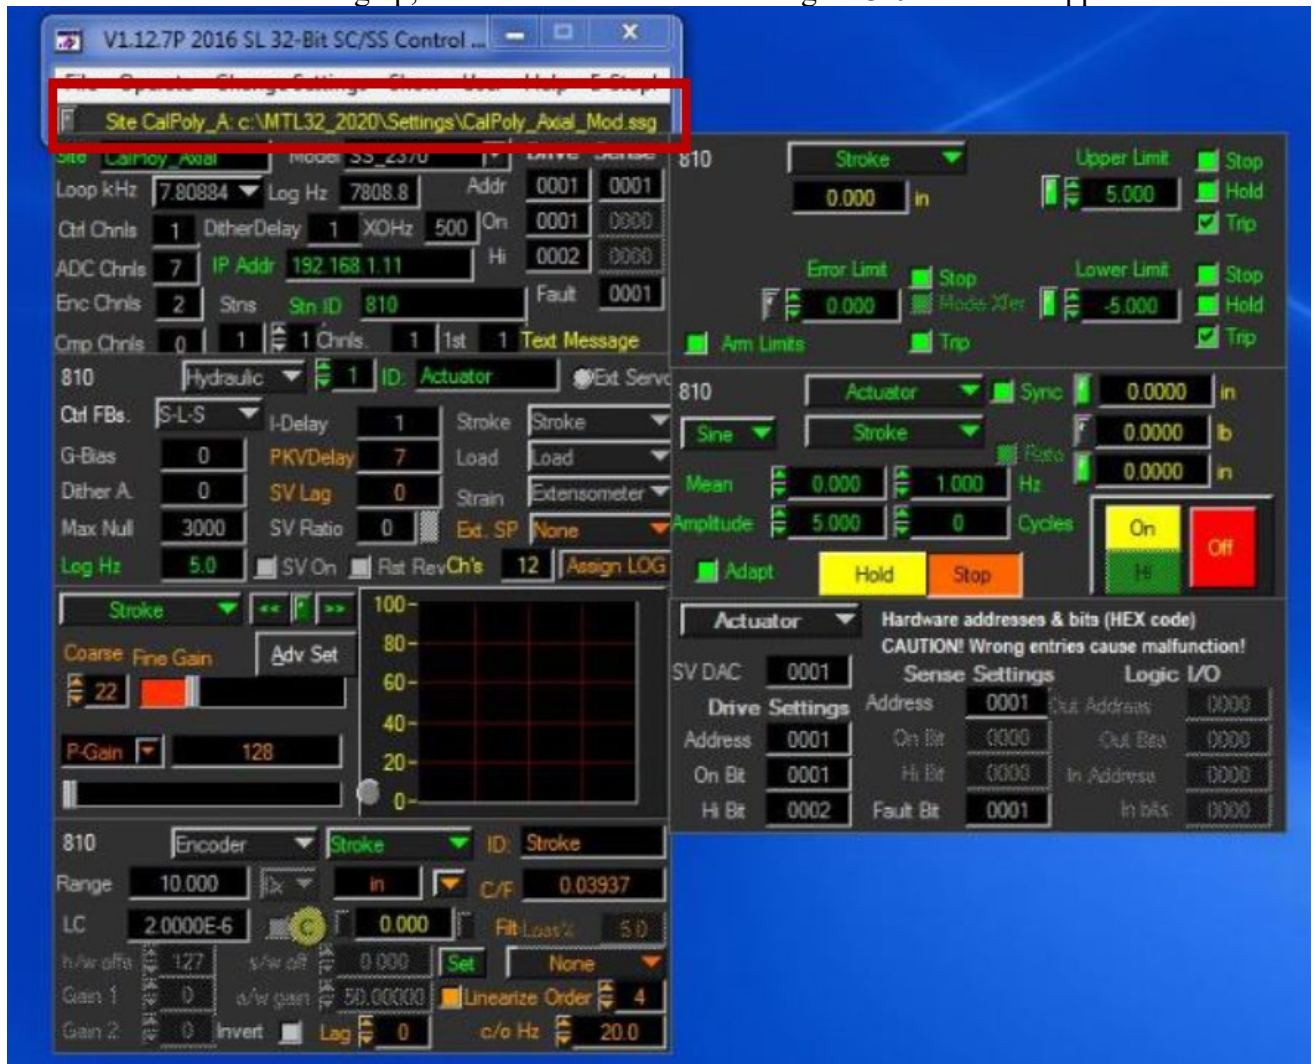 V1.12.7P 2016 SL 32-Bit SC/SS Control ...
Site CalPoly_A: c:\MTL32_2020\Settings\CalPoly_Axial_Mod.ssg
Site CalPoly_Axial Model SS_2370 Drive Sense
Loop kHz 7.80884 Log Hz 7808.8 Addr 0001 0001
Ctrl Chnls 1 DitherDelay 1 XOHz 500 On 0001 0000
ADC Chnls 7 IP Addr 192.168.1.11 Hi 0002 0000
Enc Chnls 2 Stns Stn ID 810 Fault 0001
Cmp Chnls 0 1 1 Chnls. 1 1st 1 Text Message
810 Hydraulic 1 ID: Actuator Ext Servo
Ctrl FBs. S-L-S I-Delay 1 Stroke Stroke
G-Bias 0 PKVDelay 7 Load Load
Dither A. 0 SV Lag 0 Strain Extensometer
Max Null 3000 SV Ratio 0 Ext. SP None
Log Hz 5.0 SV On Rst Rev Ch's 12 Assign LOG
Stroke << >>
Coarse Fine Gain Adv Set
22
P-Gain 128
100
80
60
40
20
0
810 Encoder Stroke ID: Stroke
Range 10.000 in C/F 0.03937
LC 2.0000E-6 C 0.000 Filt Loss% 5.0
h/w offs 127 s/w off 0.000 Set None
Gain 1 0 s/w gain 50.00000 Linearize Order 4
Gain 2 0 Invert Lag 0 c/o Hz 20.0
810 Stroke Upper Limit Stop
0.000 in 5.000 Hold
Trip
Error Limit Stop Lower Limit Stop
0.000 Mode Xfer -5.000 Hold
Arm Limits Trip Trip
810 Actuator Sync 0.0000 in
Sine Stroke 0.0000 lb
0.0000 in
Mean 0.000 1.000 Hz
Amplitude 5.000 0 Cycles On Off
Adapt Hold Stop Hi
Actuator Hardware addresses & bits (HEX code)
CAUTION! Wrong entries cause malfunction!
SV DAC 0001 Sense Settings Logic I/O
Drive Settings Address 0001 Out Address 0000
Address 0001 On Bit 0000 Out Bits 0000
On Bit 0001 Hi Bit 0000 In Address 0000
Hi Bit 0002 Fault Bit 0001 In bits 0000